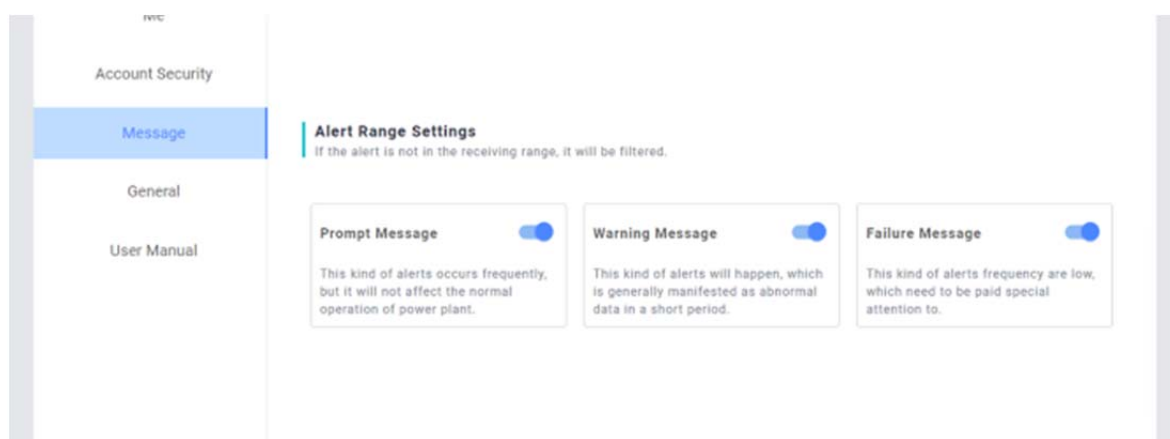 Me
Account Security
Message
General
User Manual
Alert Range Settings
If the alert is not in the receiving range, it will be filtered.
Prompt Message
This kind of alerts occurs frequently,
but it will not affect the normal
operation of power plant.
Warning Message
This kind of alerts will happen, which
is generally manifested as abnormal
data in a short period.
Failure Message
This kind of alerts frequency are low,
which need to be paid special
attention to.